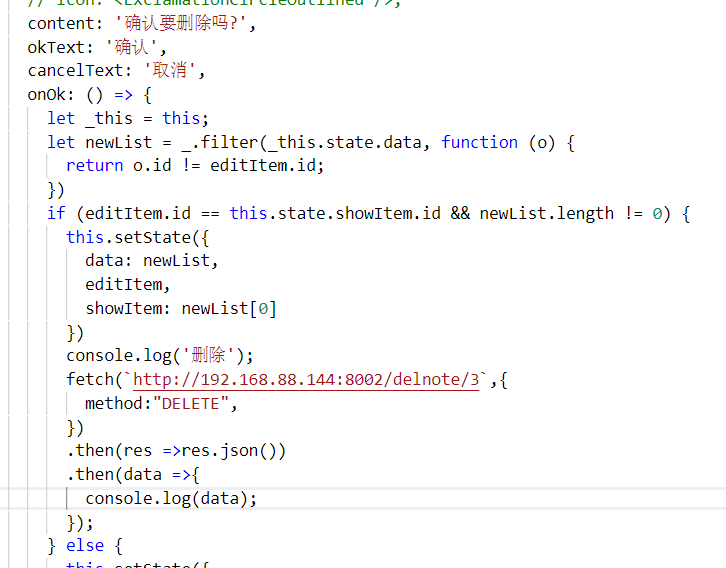 // icon: <ExclamationCircleOutlined />,
content: '确认要删除吗?',
okText: '确认',
cancelText: '取消',
onOk: () => {
let _this = this;
let newList = _.filter(_this.state.data, function (o) {
return o.id != editItem.id;
})
if (editItem.id == this.state.showItem.id && newList.length != 0) {
this.setState({
data: newList,
editItem,
showItem: newList[0]
})
console.log('删除');
fetch(`http://192.168.88.144:8002/delnote/3`,{
method:"DELETE",
})
.then(res =>res.json())
.then(data =>{
console.log(data);
});
} else {
this.setState({